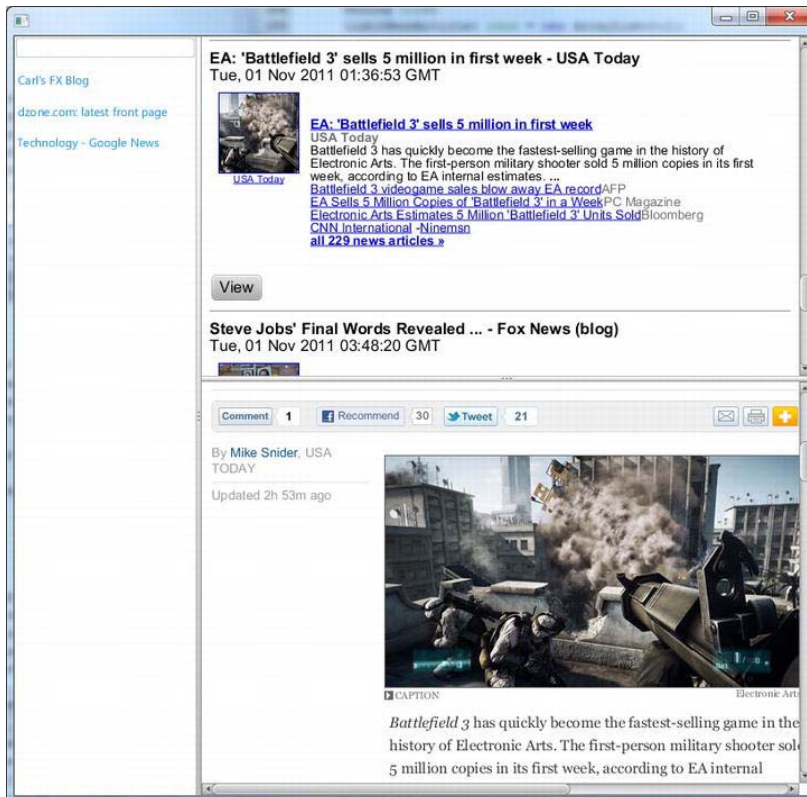 Carl's FX Blog
dzone.com: latest front page
Technology - Google News
EA: 'Battlefield 3' sells 5 million in first week - USA Today
Tue, 01 Nov 2011 01:36:53 GMT
USA Today
EA: 'Battlefield 3' sells 5 million in first week
USA Today
Battlefield 3 has quickly become the fastest-selling game in the history of
Electronic Arts. The first-person military shooter sold 5 million copies in its first
week, according to EA internal estimates. ...
Battlefield 3 videogame sales blow away EA recordAFP
EA Sells 5 Million Copies of 'Battlefield 3' in a WeekPC Magazine
Electronic Arts Estimates 5 Million 'Battlefield 3' Units SoldBloomberg
CNN International -Ninemsn
all 229 news articles »
View
Steve Jobs' Final Words Revealed ... - Fox News (blog)
Tue, 01 Nov 2011 03:48:20 GMT
Comment 1 Recommend 30 Tweet 21
By Mike Snider, USA
TODAY
Updated 2h 53m ago
CAPTION Electronic Arts
Battlefield 3 has quickly become the fastest-selling game in the
history of Electronic Arts. The first-person military shooter sold
5 million copies in its first week, according to EA internal